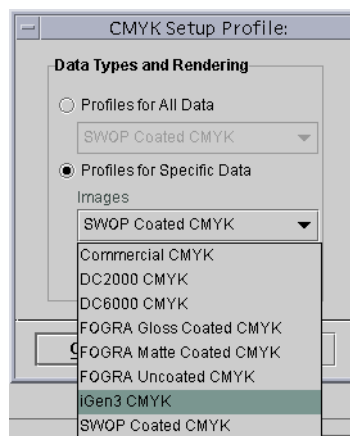 CMYK Setup Profile:
Data Types and Rendering
Profiles for All Data
SWOP Coated CMYK
Profiles for Specific Data
Images
SWOP Coated CMYK
Commercial CMYK
DC2000 CMYK
DC6000 CMYK
FOGRA Gloss Coated CMYK
FOGRA Matte Coated CMYK
FOGRA Uncoated CMYK
iGen3 CMYK
SWOP Coated CMYK